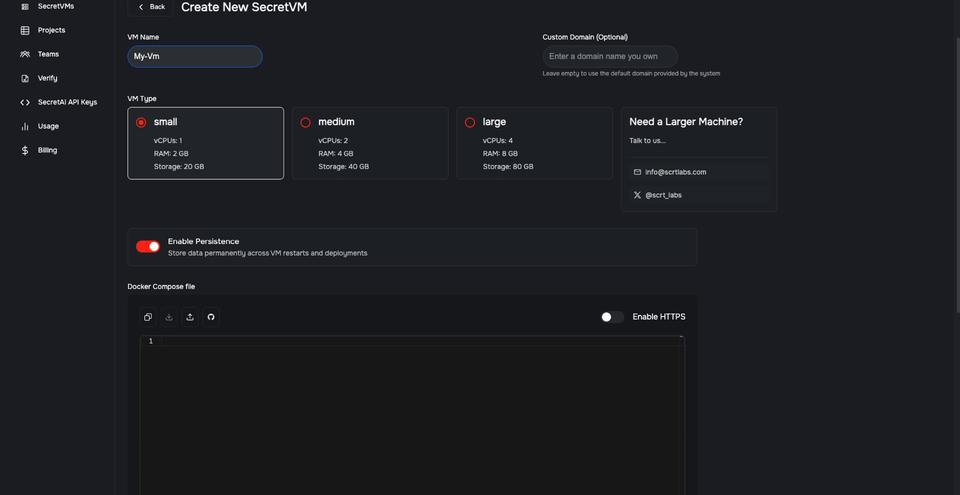 SecretVMs
Projects
Teams
Verify
SecretAI API Keys
Usage
Billing
Back
Create New SecretVM
VM Name
My-Vm
Custom Domain (Optional)
Enter a domain name you own
Leave empty to use the default domain provided by the system
VM Type
small
vCPUs: 1
RAM: 2 GB
Storage: 20 GB
medium
vCPUs: 2
RAM: 4 GB
Storage: 40 GB
large
vCPUs: 4
RAM: 8 GB
Storage: 80 GB
Need a Larger Machine?
Talk to us...
info@scrtlabs.com
@scrt_labs
Enable Persistence
Store data permanently across VM restarts and deployments
Docker Compose file
Enable HTTPS
1